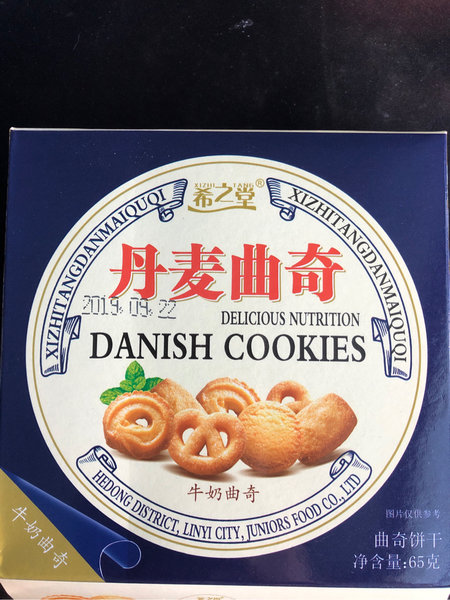 XIZHI TANG
希之堂®
XIZHITANGDANMAIQUQI
XIZHITANGDANMAIQUQI
丹麦曲奇
2019.09.22
DELICIOUS NUTRITION
DANISH COOKIES
牛奶曲奇
HEDONG DISTRICT, LINYI CITY, JUNIORS FOOD CO., LTD
牛奶曲奇
图片仅供参考
曲奇饼干
净含量:65克